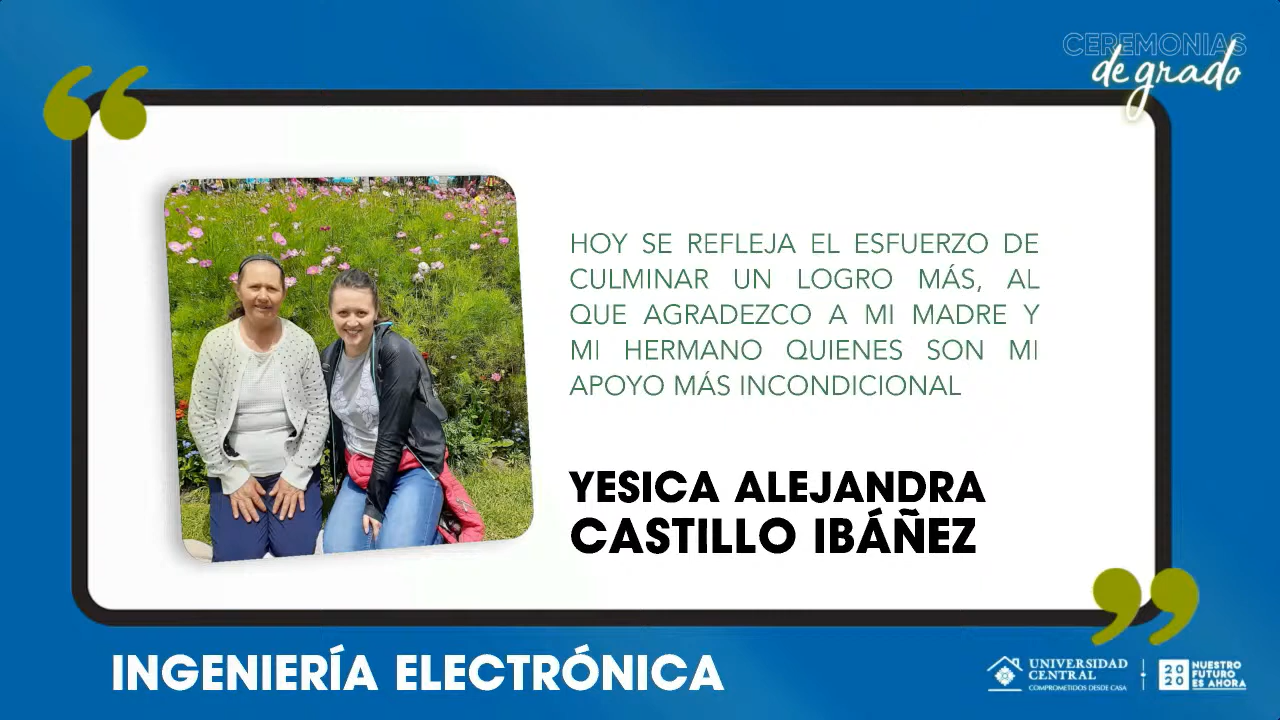 CEREMONIAS
de grado
HOY SE REFLEJA EL ESFUERZO DE
CULMINAR UN LOGRO MÁS, AL
QUE AGRADEZCO A MI MADRE Y
MI HERMANO QUIENES SON MI
APOYO MÁS INCONDICIONAL
YESICA ALEJANDRA
CASTILLO IBÁÑEZ
INGENIERÍA ELECTRÓNICA
UNIVERSIDAD
CENTRAL
COMPROMETIDOS DESDE CASA
20
20
NUESTRO
FUTURO
ES AHORA